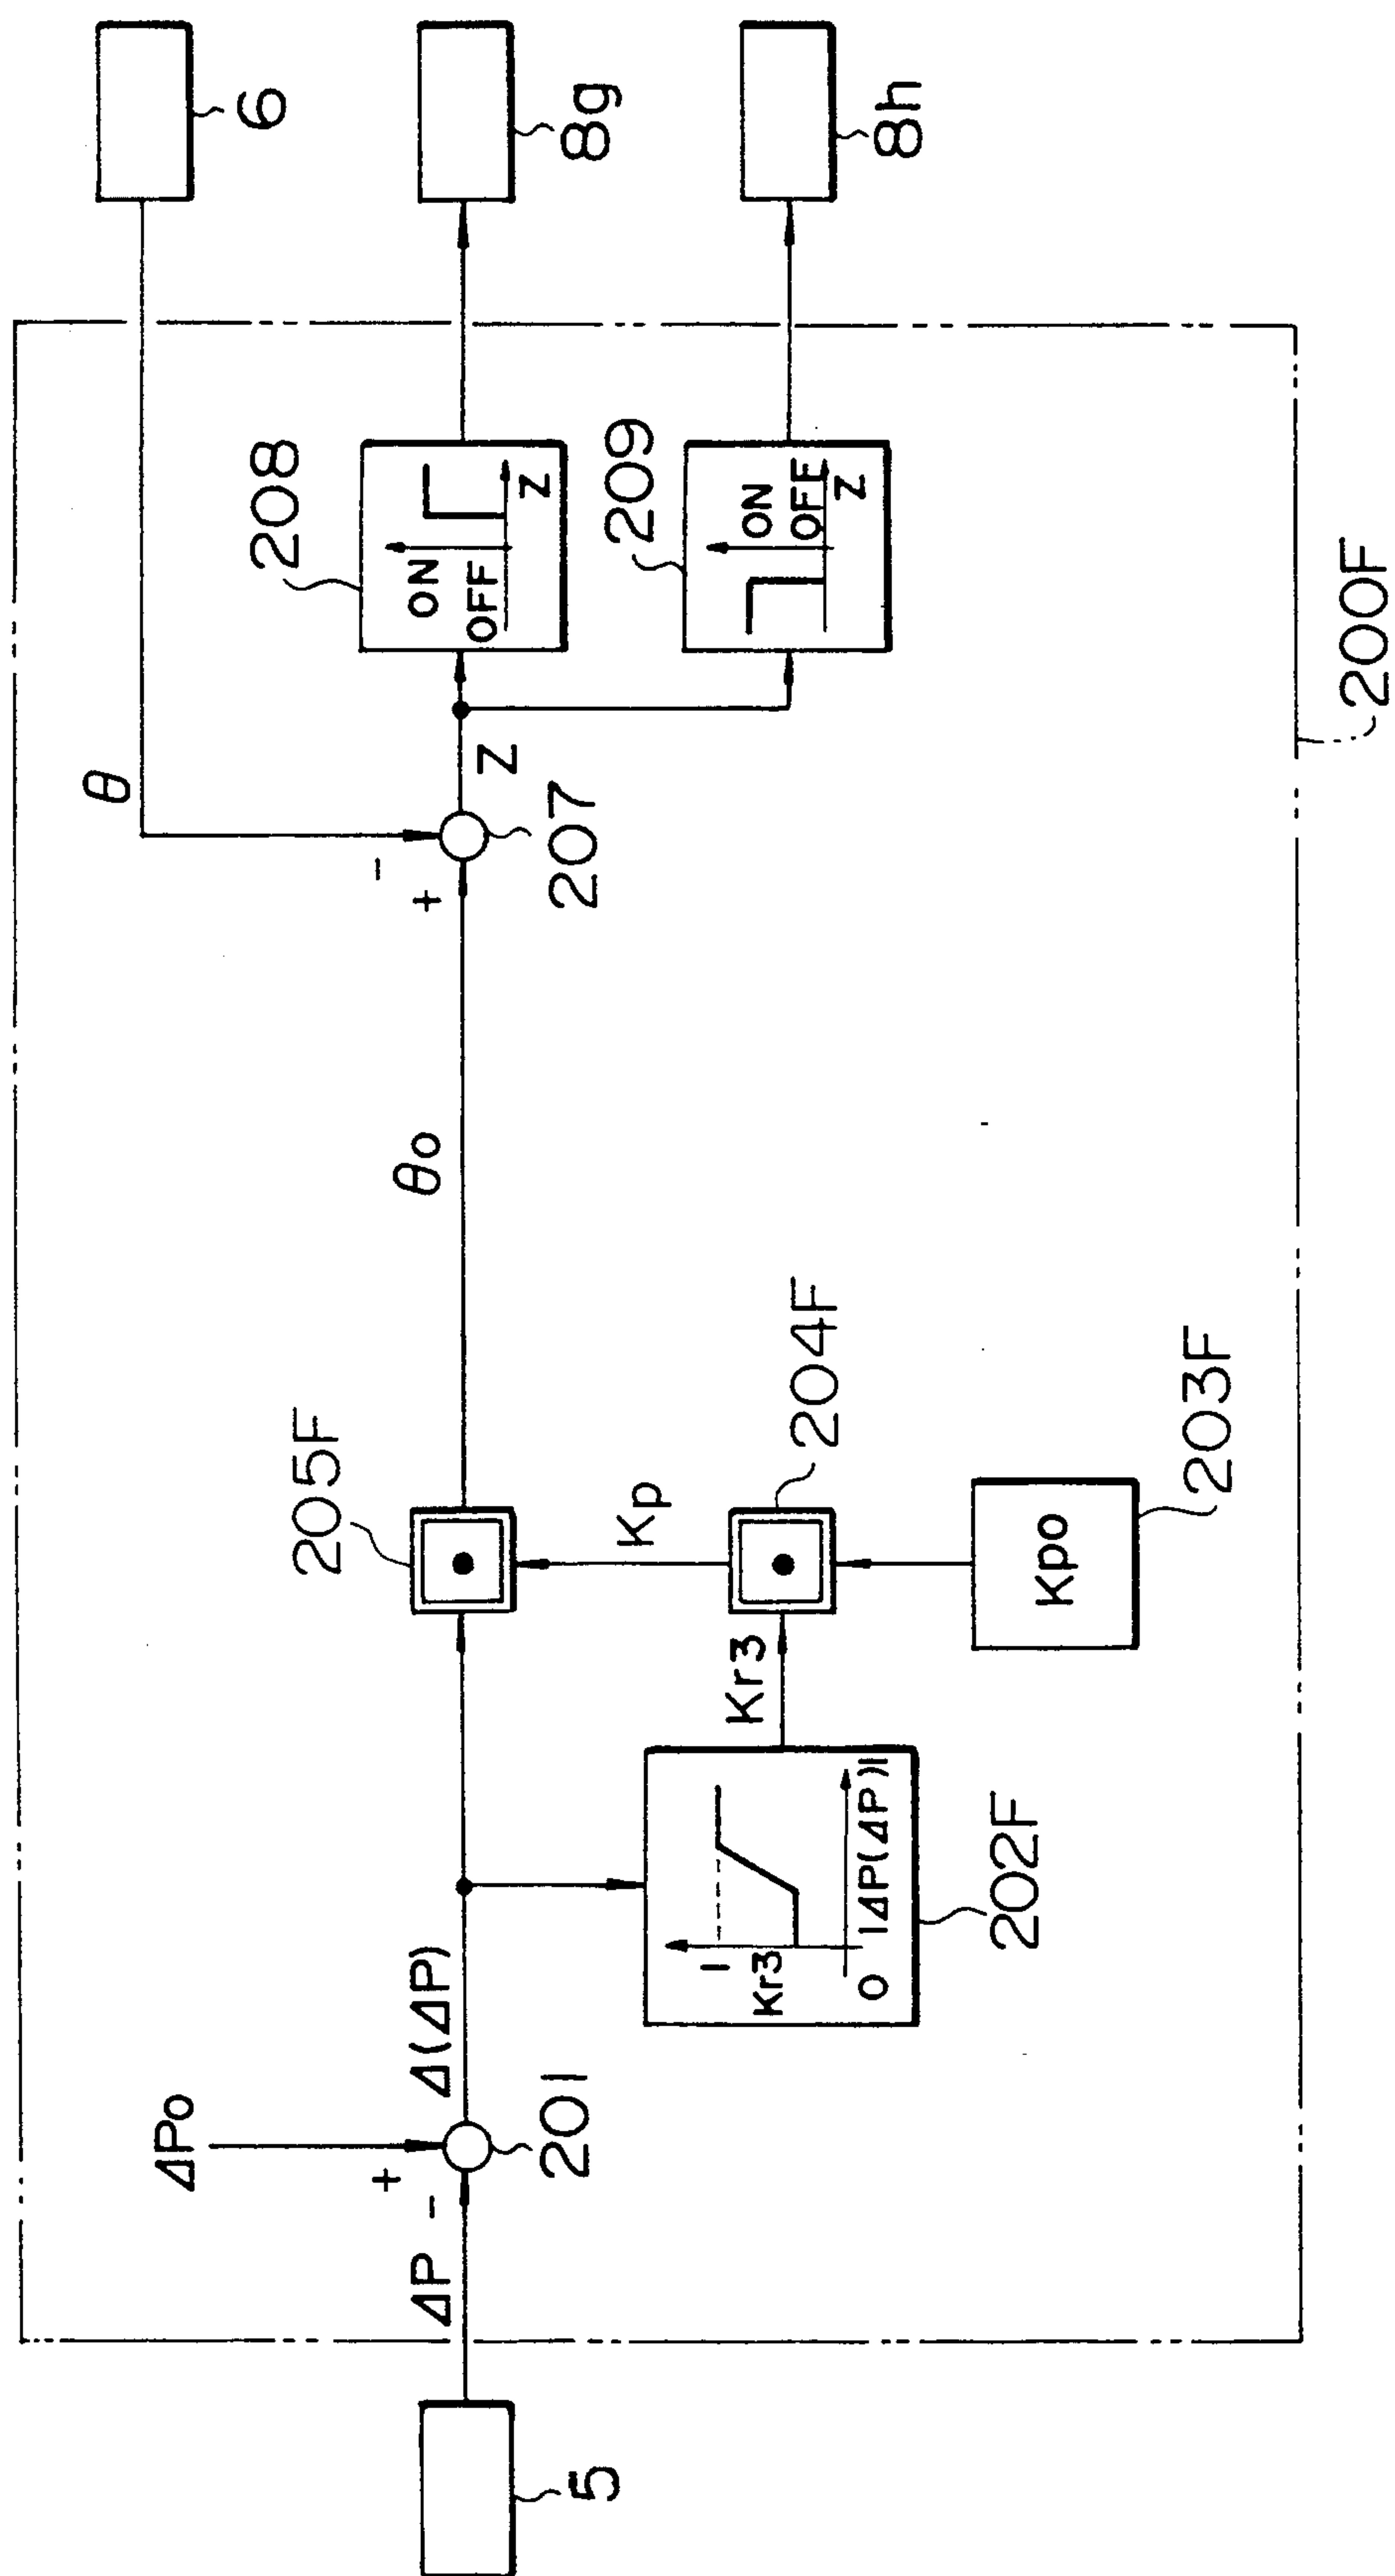 6
8g
8h
θ
208
ON
OFF
Z
209
ON
OFF
Z
Z
-
+
207
200F
θo
205F
Kp
204F
Kpo
203F
Kr3
1
Kr3
0
|ΔP(ΔP)|
202F
Δ(ΔP)
ΔPo
+
-
201
ΔP
5